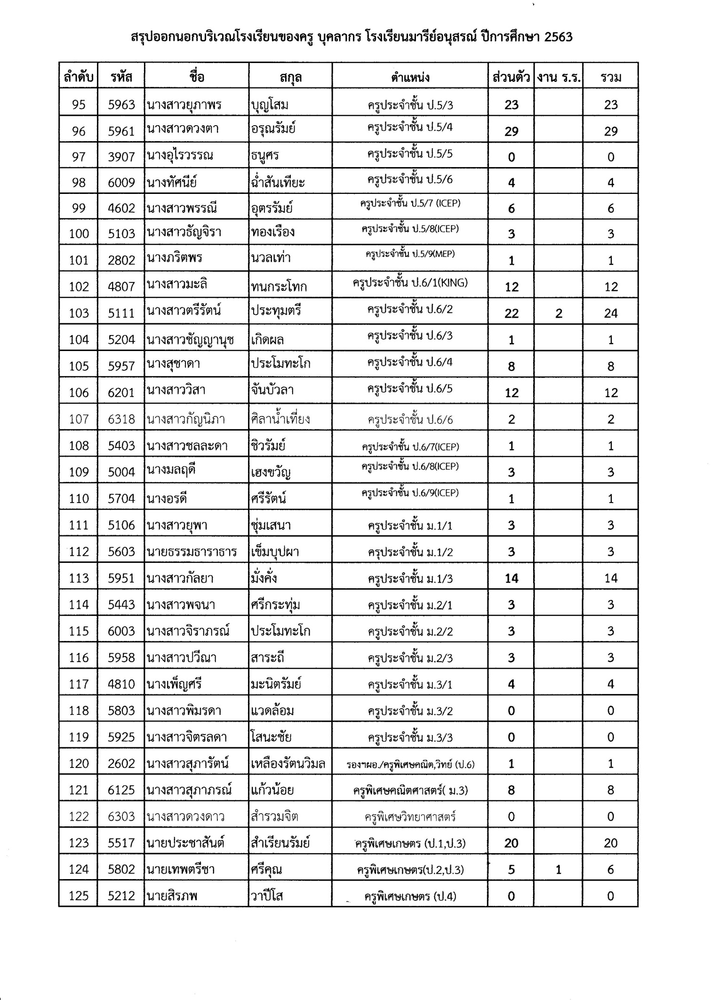 สรุปออกนอกบริเวณโรงเรียนของครู บุคลากร โรงเรียนมารีย์อนุสรณ์ ปีการศึกษา 2563
ลำดับ รหัส ชื่อ สกุล ตำแหน่ง ส่วนตัว งาน ร.ร. รวม
95 5963 นางสาวยุภาพร บุญโสม ครูประจำชั้น ป.5/3 23 23
96 5961 นางสาวดวงตา อรุณรัมย์ ครูประจำชั้น ป.5/4 29 29
97 3907 นางอุไรวรรณ ธนูศร ครูประจำชั้น ป.5/5 0 0
98 6009 นางทัศนีย์ ฉ่ำสันเทียะ ครูประจำชั้น ป.5/6 4 4
99 4602 นางสาวพรรณี อุตรรัมย์ ครูประจำชั้น ป.5/7 (ICEP) 6 6
100 5103 นางสาวธัญจิรา ทองเรือง ครูประจำชั้น ป.5/8(ICEP) 3 3
101 2802 นางภริตพร นวลเท่า ครูประจำชั้น ป.5/9(MEP) 1 1
102 4807 นางสาวมะลิ ทนกระโทก ครูประจำชั้น ป.6/1(KING) 12 12
103 5111 นางสาวตรีรัตน์ ประทุมตรี ครูประจำชั้น ป.6/2 22 2 24
104 5204 นางสาวชัญญานุช เกิดผล ครูประจำชั้น ป.6/3 1 1
105 5957 นางสุชาดา ประโมทะโก ครูประจำชั้น ป.6/4 8 8
106 6201 นางสาววิสา จันบัวลา ครูประจำชั้น ป.6/5 12 12
107 6318 นางสาวกัญนิภา ศิลาน้ำเที่ยง ครูประจำชั้น ป.6/6 2 2
108 5403 นางสาวชลละดา ชิวรัมย์ ครูประจำชั้น ป.6/7(ICEP) 1 1
109 5004 นางมลฤดี เฮงขวัญ ครูประจำชั้น ป.6/8(ICEP) 3 3
110 5704 นางอรดี ศรีรัตน์ ครูประจำชั้น ป.6/9(ICEP) 1 1
111 5106 นางสาวยุพา ชุ่มเสนา ครูประจำชั้น ม.1/1 3 3
112 5603 นายธรรมธาราธาร เข็มบุปผา ครุประจำชั้น ม.1/2 3 3
113 5951 นางสาวกัลยา มั่งคั่ง ครูประจำชั้น ม.1/3 14 14
114 5443 นางสาวพจนา ศรีกระทุ่ม ครูประจำชั้น ม.2/1 3 3
115 6003 นางสาวจิราภรณ์ ประโมทะโก ครูประจำชั้น ม.2/2 3 3
116 5958 นางสาวปวีณา สาระถี ครูประจำชั้น ม.2/3 3 3
117 4810 นางเพ็ญศรี มะนิตรัมย์ ครูประจำชั้น ม.3/1 4 4
118 5803 นางสาวพิมรดา แวดล้อม ครูประจำชั้น ม.3/2 0 0
119 5925 นางสาวจิตรลดา โสนะชัย ครูประจำชั้น ม.3/3 0 0
120 2602 นางสาวสุภารัตน์ เหลืองรัตนวิมล รองฯผอ./ครูพิเศษคณิต,วิทย์ (ป.6) 1 1
121 6125 นางสาวสุภาภรณ์ แก้วน้อย ครูพิเศษคณิตศาสตร์( ม.3) 8 8
122 6303 นางสาวดวงดาว สำรวมจิต ครูพิเศษวิทยาศาสตร์ 0 0
123 5517 นายประชาสันต์ สำเรียนรัมย์ ครูพิเศษเกษตร (ป.1,ป.3) 20 20
124 5802 นายเทพตรีชา ศรีคุณ ครูพิเศษเกษตร(ป.2,ป.3) 5 1 6
125 5212 นายสิรภพ วาปีโส ครูพิเศษเกษตร (ป.4) 0 0